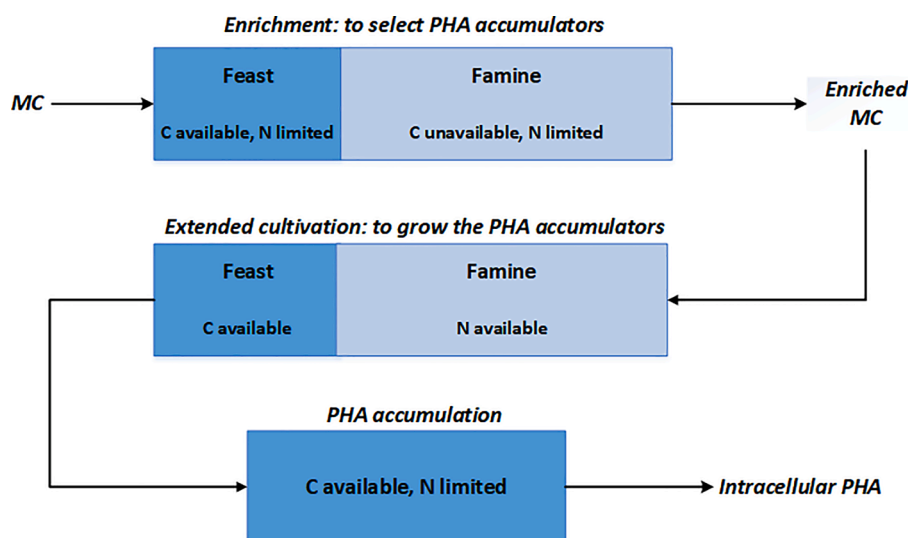 Enrichment: to select PHA accumulators
Feast
Famine
MC
C available, N limited
C unavailable, N limited
Enriched
MC
Extended cultivation: to grow the PHA accumulators
Feast
Famine
C available
N available
PHA accumulation
C available, N limited
Intracellular PHA